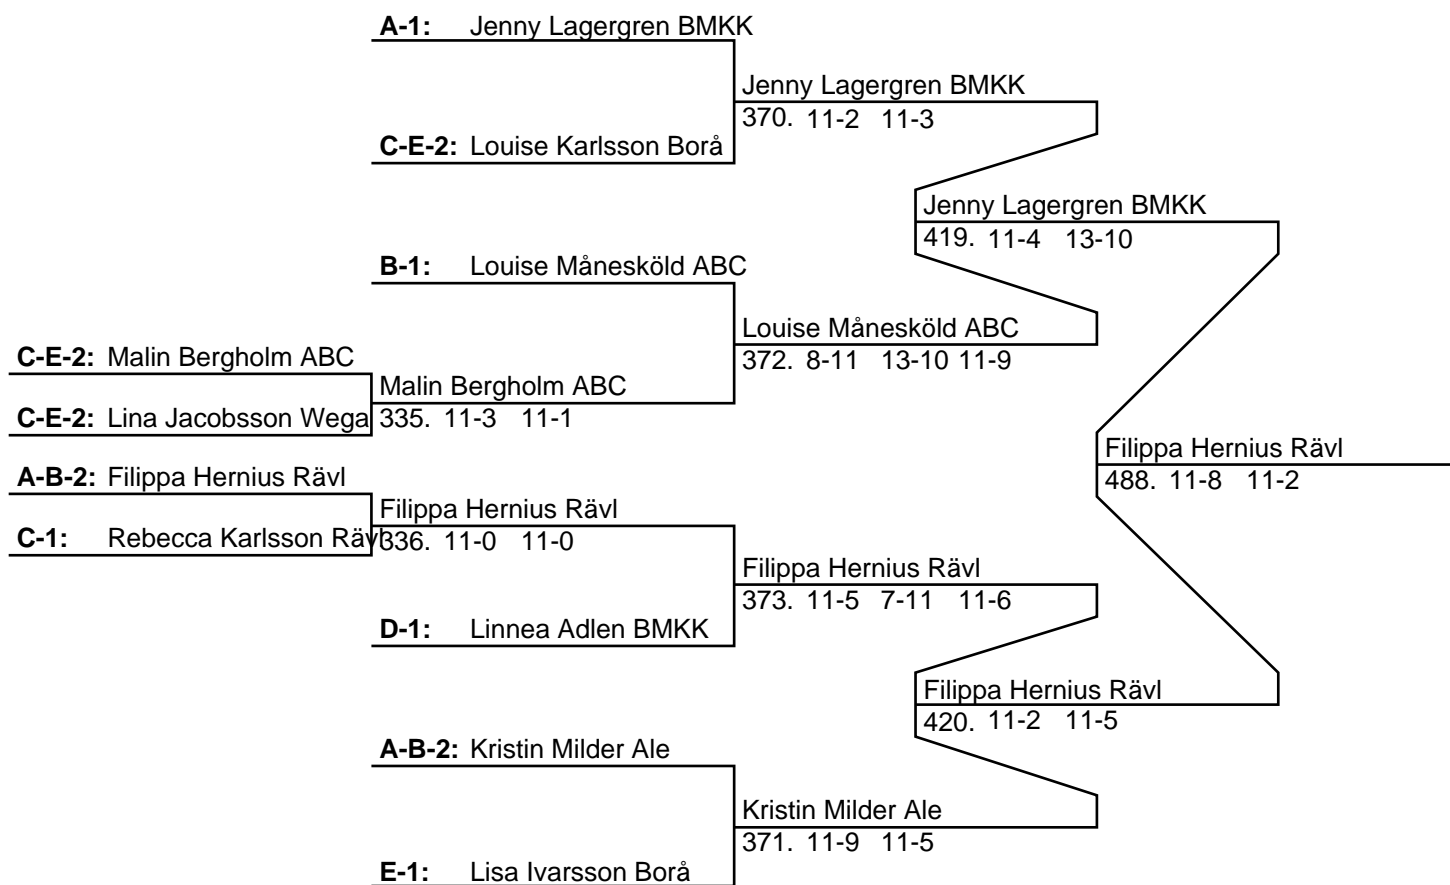 A-1: Jenny Lagergren BMKK
Jenny Lagergren BMKK
370. 11-2 11-3
C-E-2: Louise Karlsson Borå
Jenny Lagergren BMKK
419. 11-4 13-10
B-1: Louise Månesköld ABC
Louise Månesköld ABC
372. 8-11 13-10 11-9
C-E-2: Malin Bergholm ABC
Malin Bergholm ABC
335. 11-3 11-1
C-E-2: Lina Jacobsson Wega
Filippa Hernius Rävl
488. 11-8 11-2
A-B-2: Filippa Hernius Rävl
Filippa Hernius Rävl
336. 11-0 11-0
C-1: Rebecca Karlsson Rävl
Filippa Hernius Rävl
373. 11-5 7-11 11-6
D-1: Linnea Adlen BMKK
Filippa Hernius Rävl
420. 11-2 11-5
A-B-2: Kristin Milder Ale
Kristin Milder Ale
371. 11-9 11-5
E-1: Lisa Ivarsson Borå